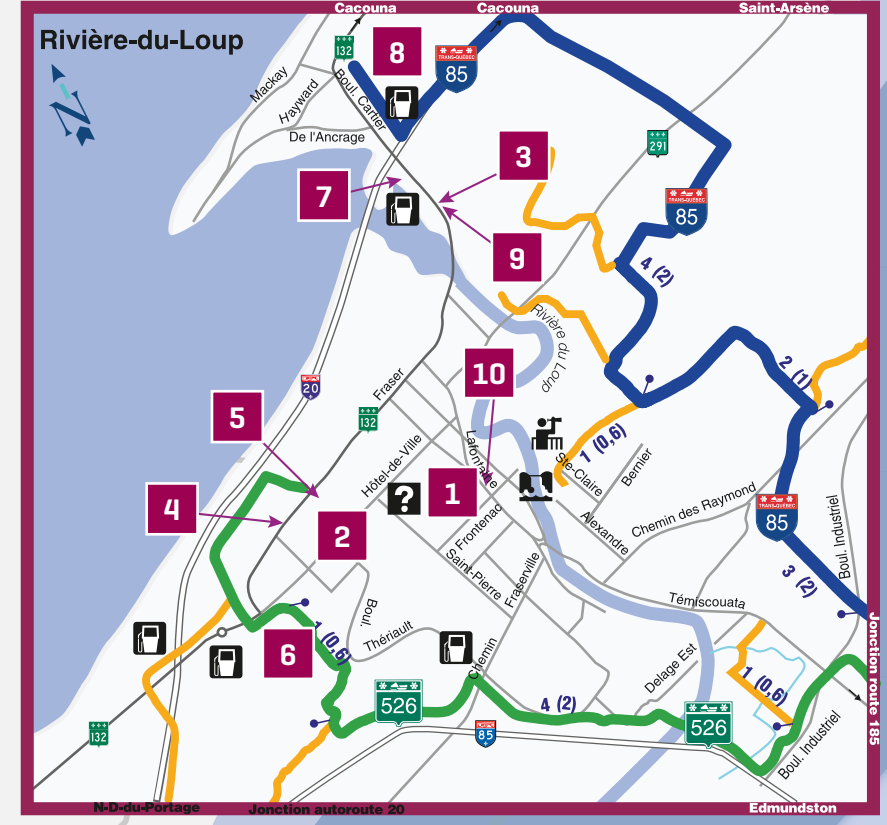 Cacouna
Cacouna
Saint-Arsène
Rivière-du-Loup
132
8
TRANS-QUÉBEC
85
Mackay
Hayward
Boul. Cartier
De l'Ancrage
291
3
7
TRANS-QUÉBEC
85
9
4 (2)
N
Rivière du Loup
10
2 (1)
20
Fraser
132
5
Hôtel-de-Ville
Lafontaine
1 (0,6)
Ste-Claire
Bernier
?
1
4
2
Frontenac
Alexandre
Chemin des Raymond
TRANS-QUÉBEC
85
Boul. Industriel
Saint-Pierre
Fraserville
3 (2)
Témiscouata
Boul.
Thériault
1 (0,6)
6
Chemin
Delage Est
1 (0,6)
526
4 (2)
526
132
85
Boul. Industriel
Jonction route 185
N-D-du-Portage
Jonction autoroute 20
Edmundston